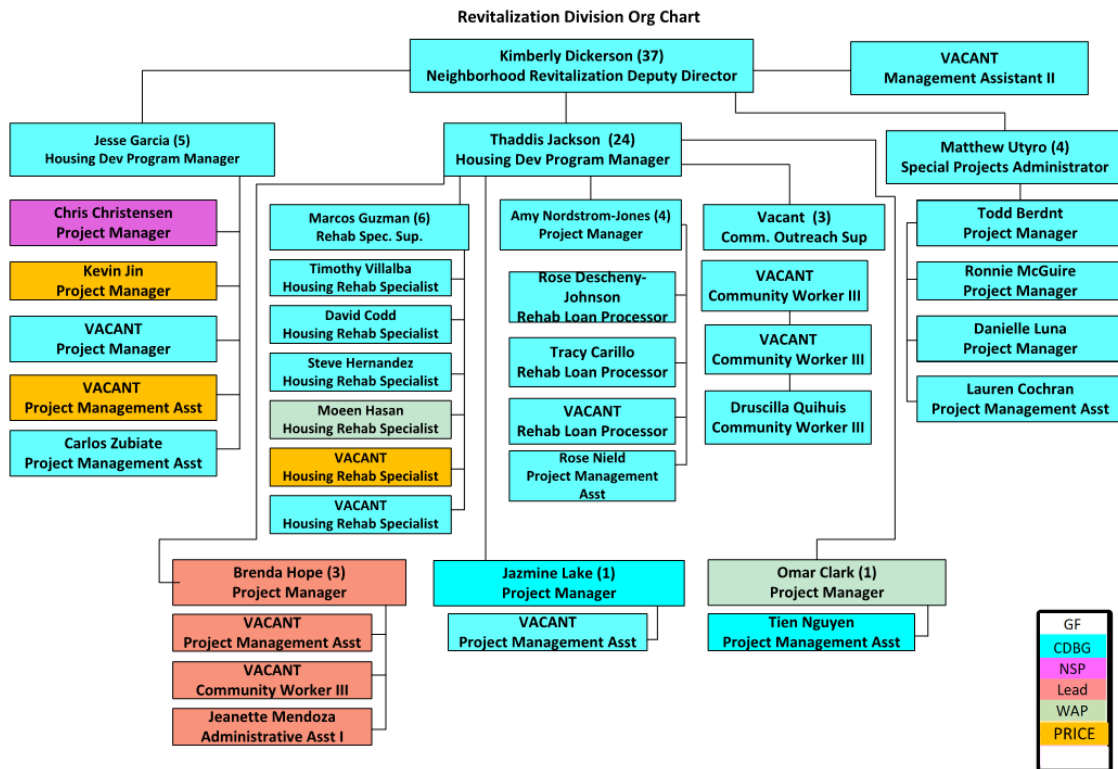 Revitalization Division Org Chart
Kimberly Dickerson (37)
Neighborhood Revitalization Deputy Director
VACANT
Management Assistant II
Jesse Garcia (5)
Housing Dev Program Manager
Thaddis Jackson (24)
Housing Dev Program Manager
Matthew Utyro (4)
Special Projects Administrator
Chris Christensen
Project Manager
Kevin Jin
Project Manager
VACANT
Project Manager
VACANT
Project Management Asst
Carlos Zubiate
Project Management Asst
Marcos Guzman (6)
Rehab Spec. Sup.
Timothy Villalba
Housing Rehab Specialist
David Codd
Housing Rehab Specialist
Steve Hernandez
Housing Rehab Specialist
Moeen Hasan
Housing Rehab Specialist
VACANT
Housing Rehab Specialist
VACANT
Housing Rehab Specialist
Amy Nordstrom-Jones (4)
Project Manager
Rose Descheny-
Johnson
Rehab Loan Processor
Tracy Carillo
Rehab Loan Processor
VACANT
Rehab Loan Processor
Rose Nield
Project Management
Asst
Vacant (3)
Comm. Outreach Sup
VACANT
Community Worker III
VACANT
Community Worker III
Druscilla Quihuis
Community Worker III
Todd Berdnt
Project Manager
Ronnie McGuire
Project Manager
Danielle Luna
Project Manager
Lauren Cochran
Project Management Asst
Brenda Hope (3)
Project Manager
VACANT
Project Management Asst
VACANT
Community Worker III
Jeanette Mendoza
Administrative Asst I
Jazmine Lake (1)
Project Manager
VACANT
Project Management Asst
Omar Clark (1)
Project Manager
Tien Nguyen
Project Management Asst
GF
CDBG
NSP
Lead
WAP
PRICE